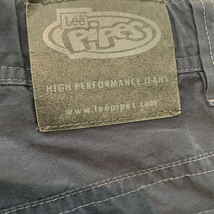 Lee
PIPES
HIGH PERFORMANCE JEANS
www.leepipes.com